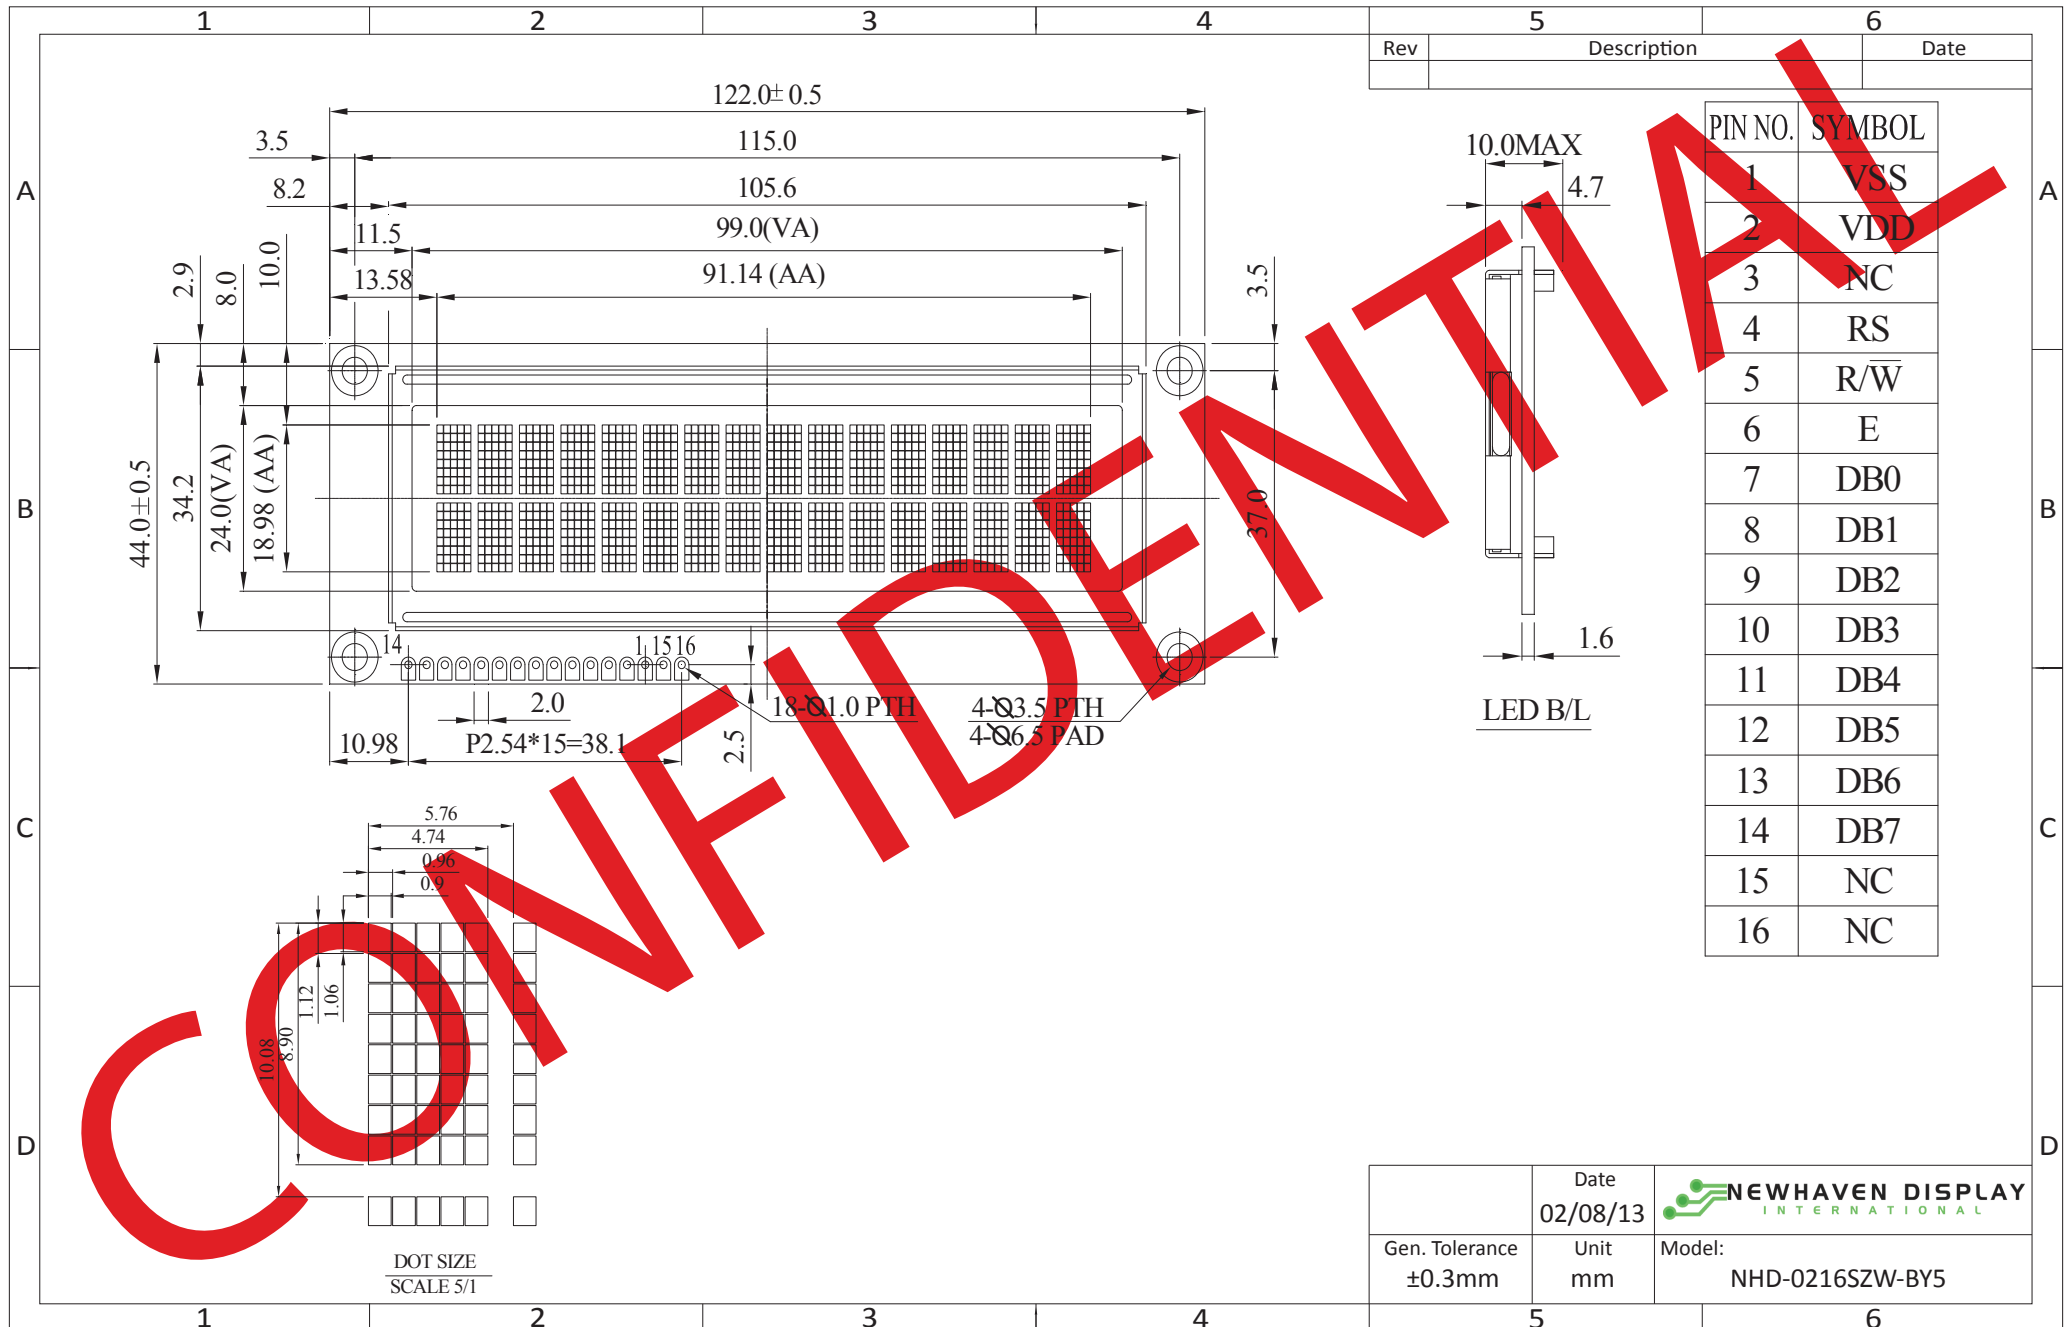 1 2 3 4 5 6
Rev Description Date
122.0± 0.5
3.5 115.0
8.2 105.6
11.5 99.0(VA)
13.58 91.14 (AA)
2.9
8.0
10.0
3.5
A
A
44.0±0.5
34.2
24.0(VA)
18.98 (AA)
37.0
B
B
14 1 15 16
2.0
10.98 P2.54*15=38.1
2.5
18-Ø1.0 PTH
4-Ø3.5 PTH
4-Ø6.5 PAD
10.0MAX
4.7
1.6
LED B/L
PIN NO. SYMBOL
1 VSS
2 VDD
3 NC
4 RS
5 R/W̅
6 E
7 DB0
8 DB1
9 DB2
10 DB3
11 DB4
12 DB5
13 DB6
14 DB7
15 NC
16 NC
C
C
5.76
4.74
0.96
0.9
1.12
1.06
10.08
8.90
D
D
DOT SIZE
SCALE 5/1
CONFIDENTIAL
Date
02/08/13
NEWHAVEN DISPLAY
INTERNATIONAL
Gen. Tolerance
±0.3mm
Unit
mm
Model:
NHD-0216SZW-BY5
1 2 3 4 5 6